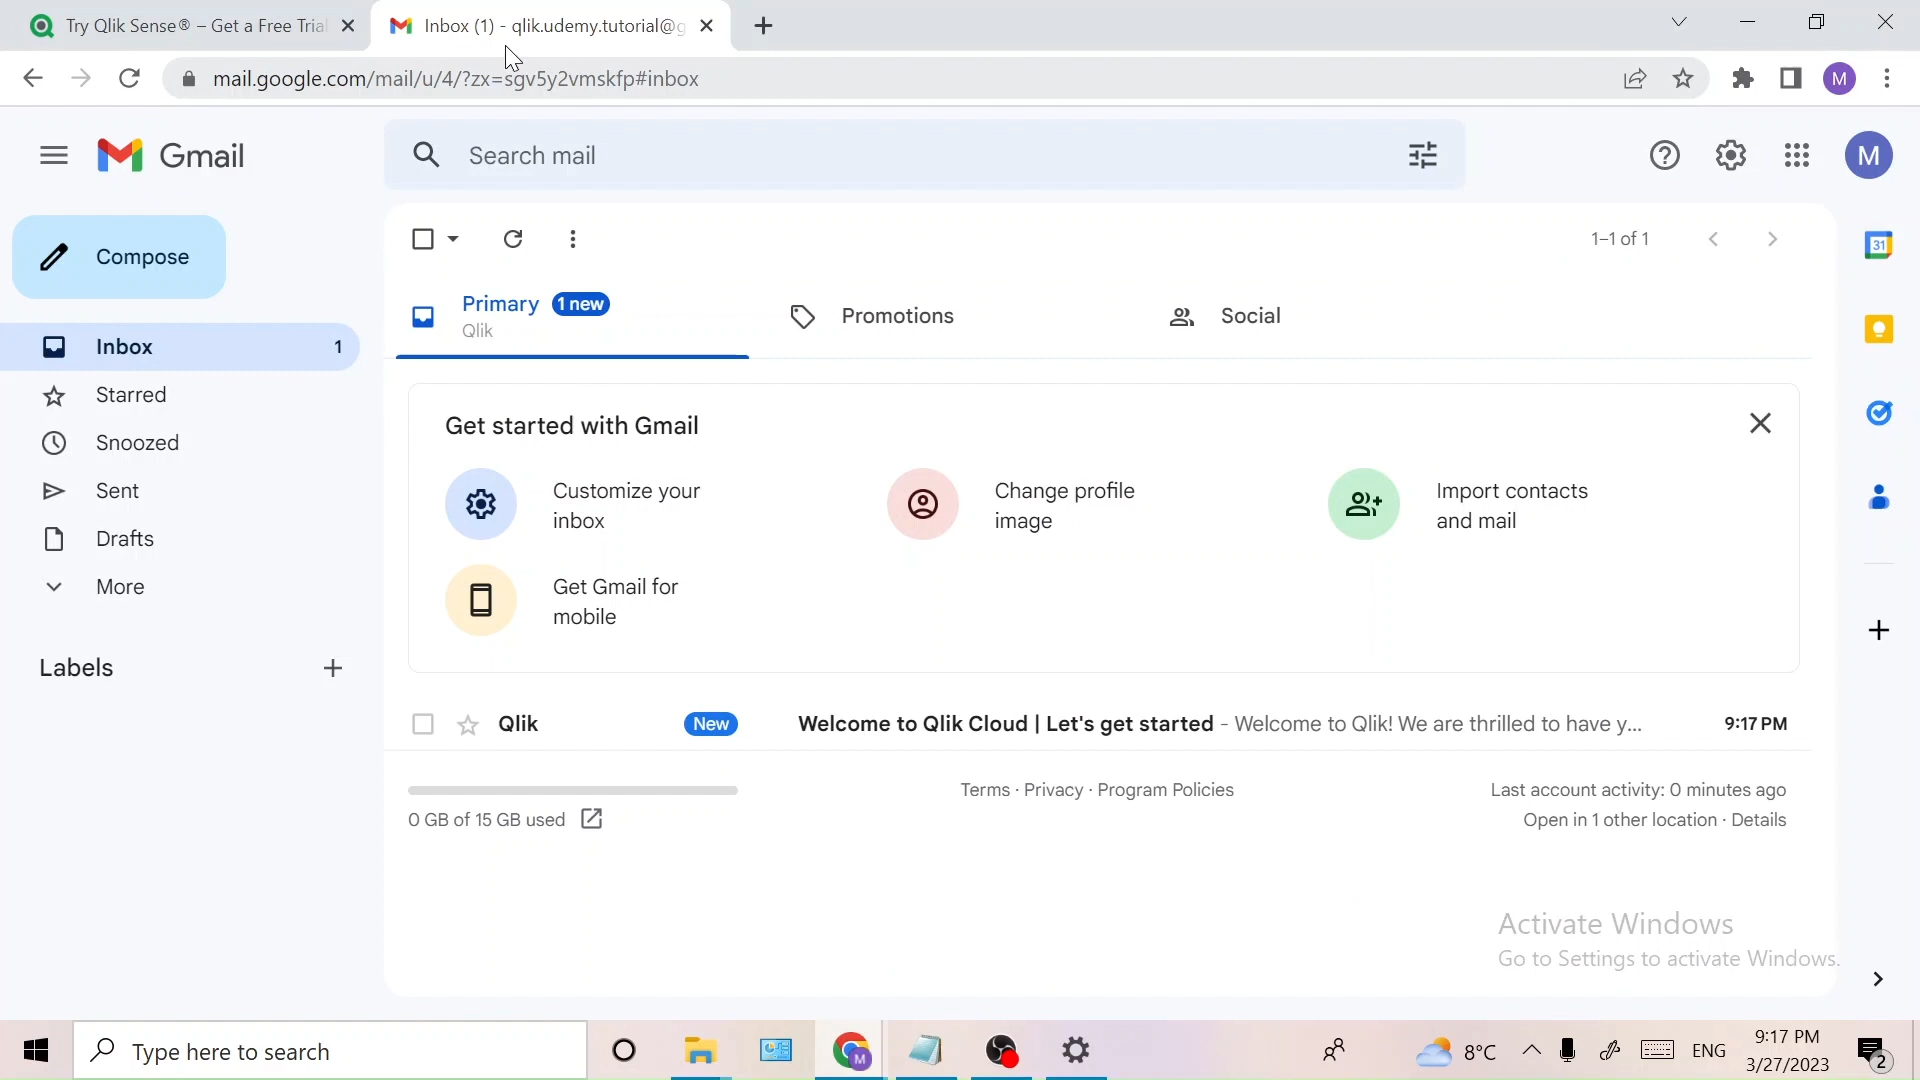 Try Qlik Sense® – Get a Free Trial
Inbox (1) - qlik.udemy.tutorial@g
mail.google.com/mail/u/4/?zx=sgv5y2vmskfp#inbox
M
Gmail
Search mail
M
Compose
1–1 of 1
31
Primary 1 new
Qlik
Promotions
Social
Inbox 1
Starred
Snoozed
Sent
Drafts
More
Labels
Get started with Gmail
Customize your
inbox
Change profile
image
Import contacts
and mail
Get Gmail for
mobile
Qlik New Welcome to Qlik Cloud | Let's get started - Welcome to Qlik! We are thrilled to have y... 9:17 PM
0 GB of 15 GB used
Terms · Privacy · Program Policies
Last account activity: 0 minutes ago
Open in 1 other location · Details
Activate Windows
Go to Settings to activate Windows.
Type here to search
M
8°C
ENG
9:17 PM
3/27/2023
2